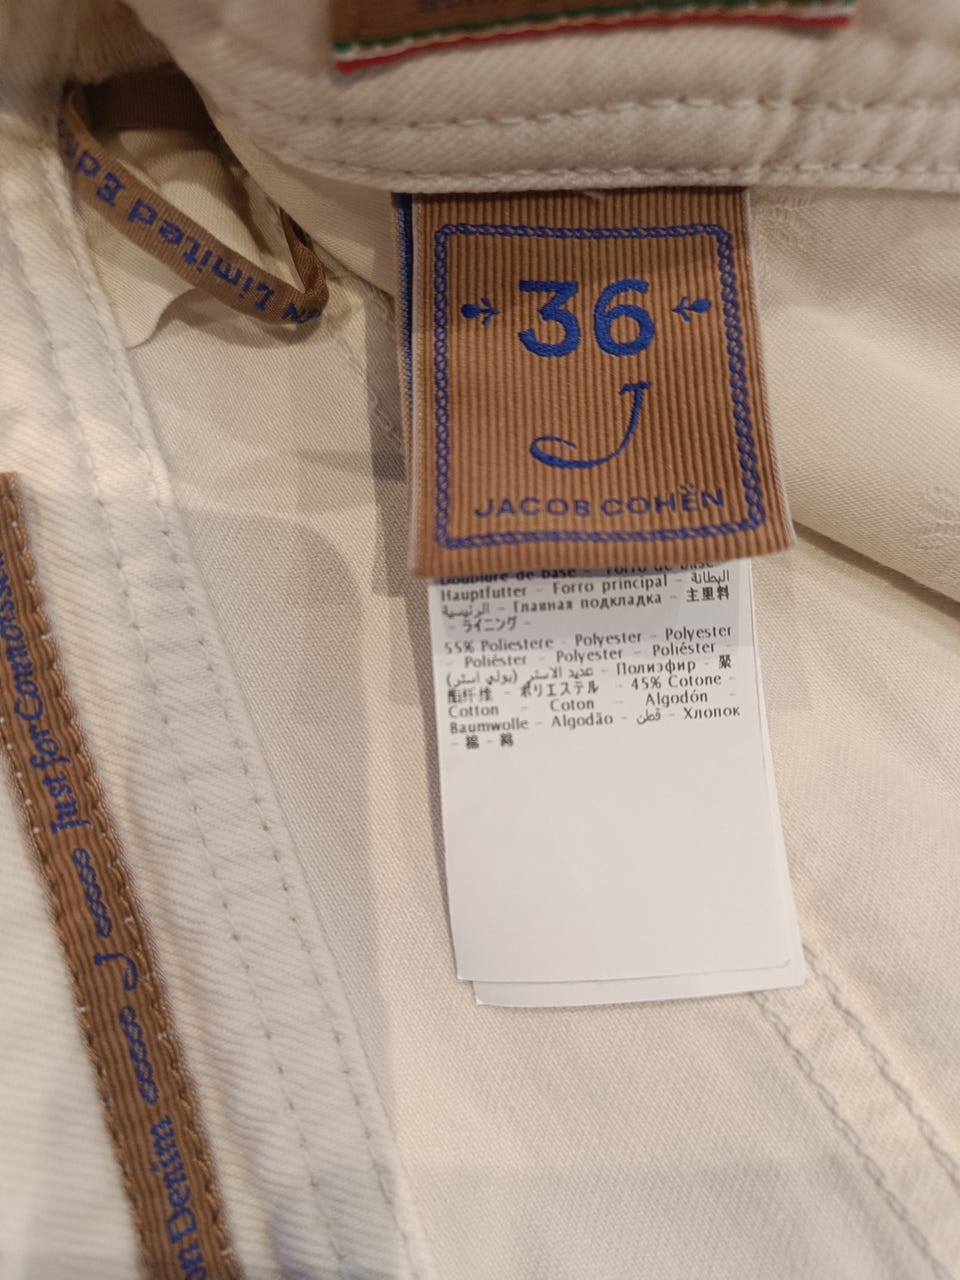 Limited Edi
36
J
JACOB COHËN
Doublure de base - Forro de base
Hauptfutter - Forro principal - البطانة
الرئيسية - Главная подкладка - 主里料
- ライニング -
55% Poliestere - Polyester - Polyester
- Poliéster - Polyester - Poliéster -
عديد الاستر (بولي استر) - Полиэфир - 聚
酯纤维 - ポリエステル - 45% Cotone -
Cotton - Coton - Algodón -
Baumwolle - Algodão - قطن - Хлопок
- 棉 - 綿
Just for Connoisseu
J
on Denim